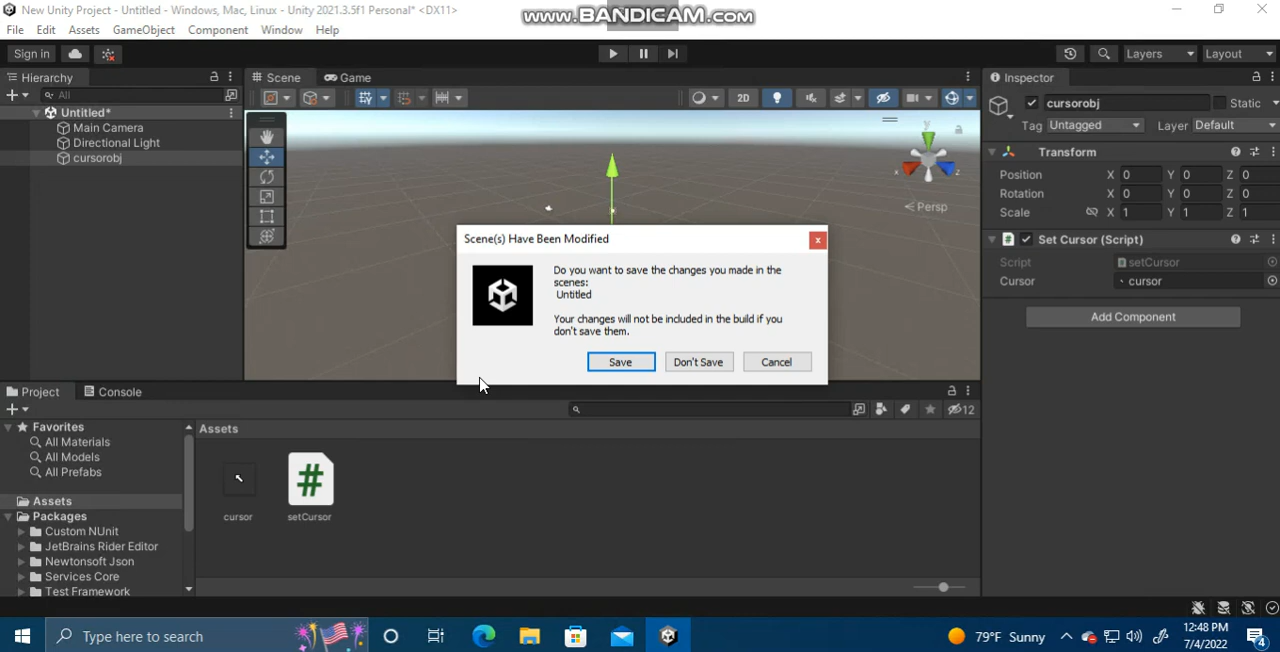 New Unity Project - Untitled - Windows, Mac, Linux - Unity 2021.3.5f1 Personal* <DX11>
www.BANDICAM.com
File Edit Assets GameObject Component Window Help
Sign in
Layers Layout
Hierarchy
Scene Game
Inspector
All
2D
cursorobj Static
Untitled*
Tag Untagged Layer Default
Main Camera
Directional Light
cursorobj
Transform
Position X 0 Y 0 Z 0
Rotation X 0 Y 0 Z 0
Scale X 1 Y 1 Z 1
y
x z
Persp
Set Cursor (Script)
Script setCursor
Cursor cursor
Add Component
Scene(s) Have Been Modified
x
Do you want to save the changes you made in the
scenes:
Untitled
Your changes will not be included in the build if you
don't save them.
Save Don't Save Cancel
Project Console
12
Favorites
All Materials
All Models
All Prefabs
Assets
Packages
Custom NUnit
JetBrains Rider Editor
Newtonsoft Json
Services Core
Test Framework
Assets
#
cursor setCursor
Type here to search
79°F Sunny
12:48 PM
7/4/2022
4